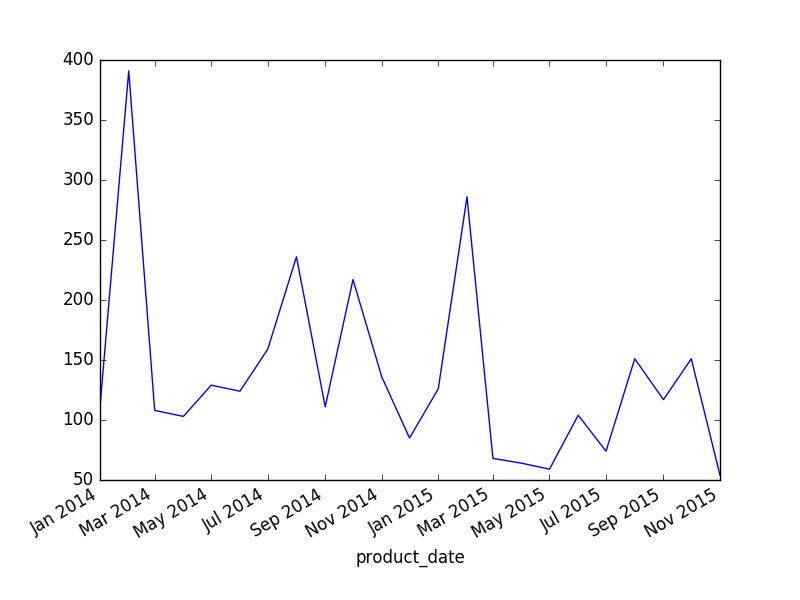 400
350
300
250
200
150
100
50
Jan 2014
Mar 2014
May 2014
Jul 2014
Sep 2014
Nov 2014
Jan 2015
Mar 2015
May 2015
Jul 2015
Sep 2015
Nov 2015
product_date